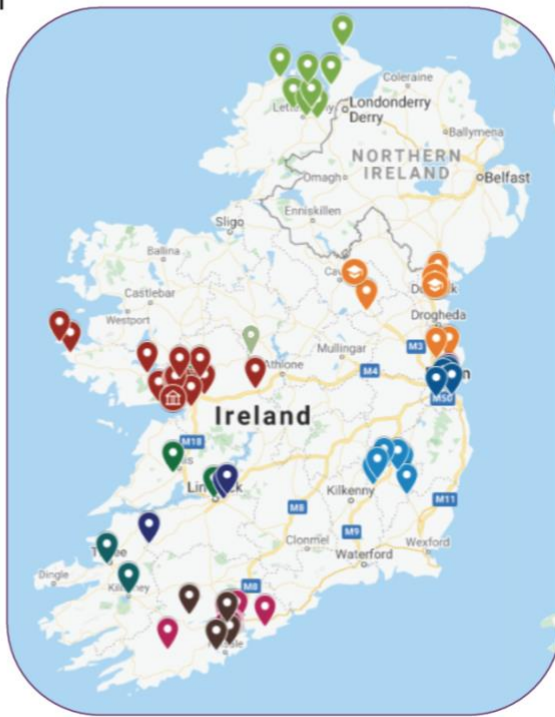 Coleraine
Londonderry
Derry
Ballymena
NORTHERN
IRELAND
Omagh
Belfast
Enniskillen
Sligo
Ballina
Castlebar
Westport
Drogheda
Mullingar
M3
Athlone
M4
M50
Ireland
M18
Kilkenny
M11
M8
M9
Clonmel
Wexford
Waterford
Dingle
M8